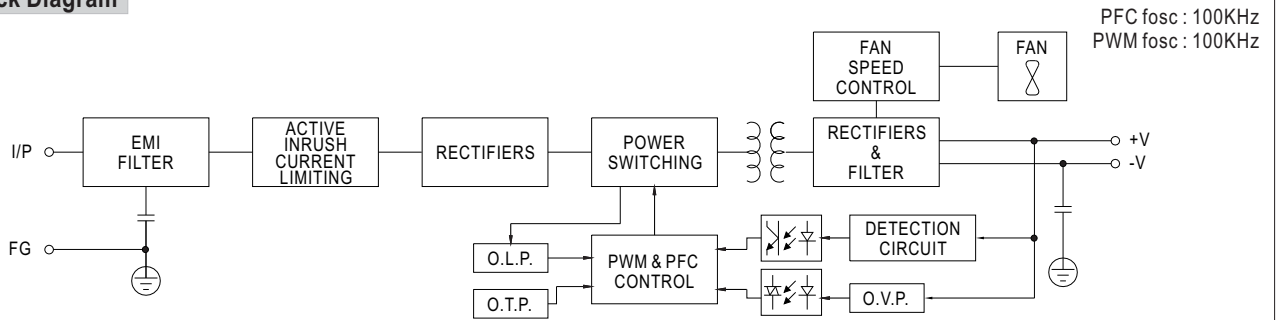 ck Diagram
PFC fosc : 100KHz
PWM fosc : 100KHz
FAN
SPEED
CONTROL
FAN
I/P
EMI
FILTER
ACTIVE
INRUSH
CURRENT
LIMITING
RECTIFIERS
POWER
SWITCHING
RECTIFIERS
&
FILTER
+V
-V
FG
O.L.P.
PWM & PFC
CONTROL
DETECTION
CIRCUIT
O.T.P.
O.V.P.